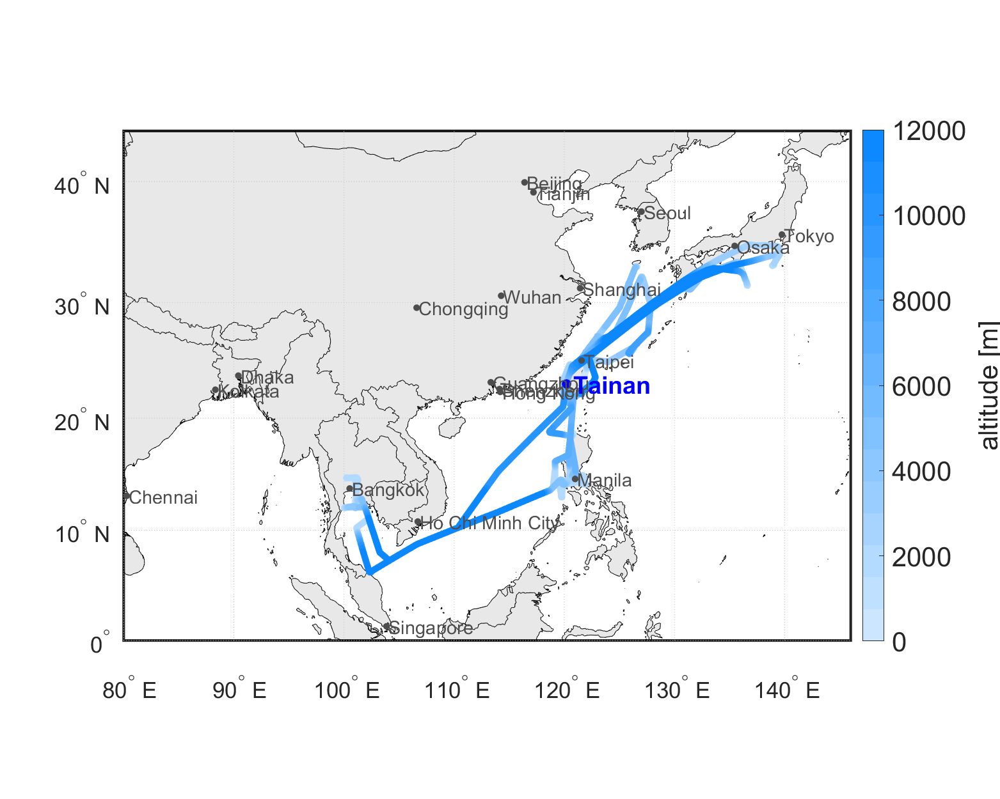 12000
10000
8000
6000
4000
2000
0
altitude [m]
40° N
30° N
20° N
10° N
0°
80° E
90° E
100° E
110° E
120° E
130° E
140° E
Beijing
Tianjin
Seoul
Tokyo
Osaka
Shanghai
Wuhan
Chongqing
Taipei
Dhaka
Kolkata
Guangzhou
Shenzhen
Hong Kong
Tainan
Manila
Bangkok
Chennai
Ho Chi Minh City
Singapore